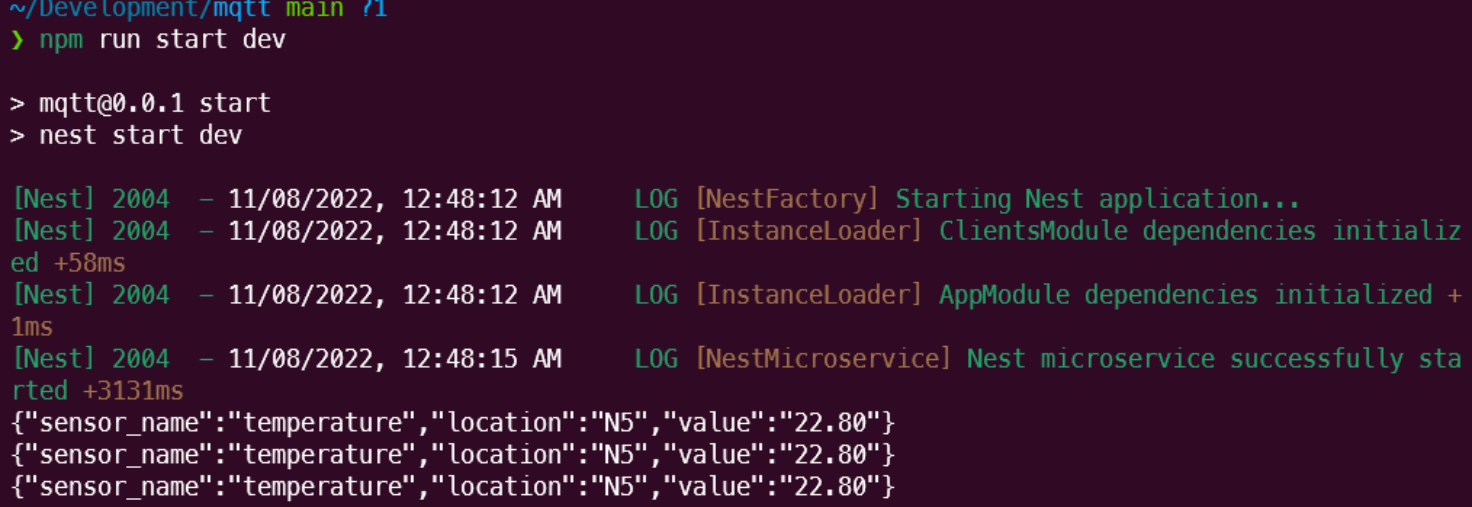 ~/Development/mqtt main ?1
❯ npm run start dev
> mqtt@0.0.1 start
> nest start dev
[Nest] 2004  - 11/08/2022, 12:48:12 AM     LOG [NestFactory] Starting Nest application...
[Nest] 2004  - 11/08/2022, 12:48:12 AM     LOG [InstanceLoader] ClientsModule dependencies initializ
ed +58ms
[Nest] 2004  - 11/08/2022, 12:48:12 AM     LOG [InstanceLoader] AppModule dependencies initialized +
1ms
[Nest] 2004  - 11/08/2022, 12:48:15 AM     LOG [NestMicroservice] Nest microservice successfully sta
rted +3131ms
{"sensor_name":"temperature","location":"N5","value":"22.80"}
{"sensor_name":"temperature","location":"N5","value":"22.80"}
{"sensor_name":"temperature","location":"N5","value":"22.80"}